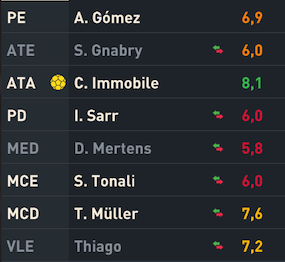 PE A. Gómez 6,9
ATE S. Gnabry 6,0
ATA C. Immobile 8,1
PD I. Sarr 6,0
MED D. Mertens 5,8
MCE S. Tonali 6,0
MCD T. Müller 7,6
VLE Thiago 7,2